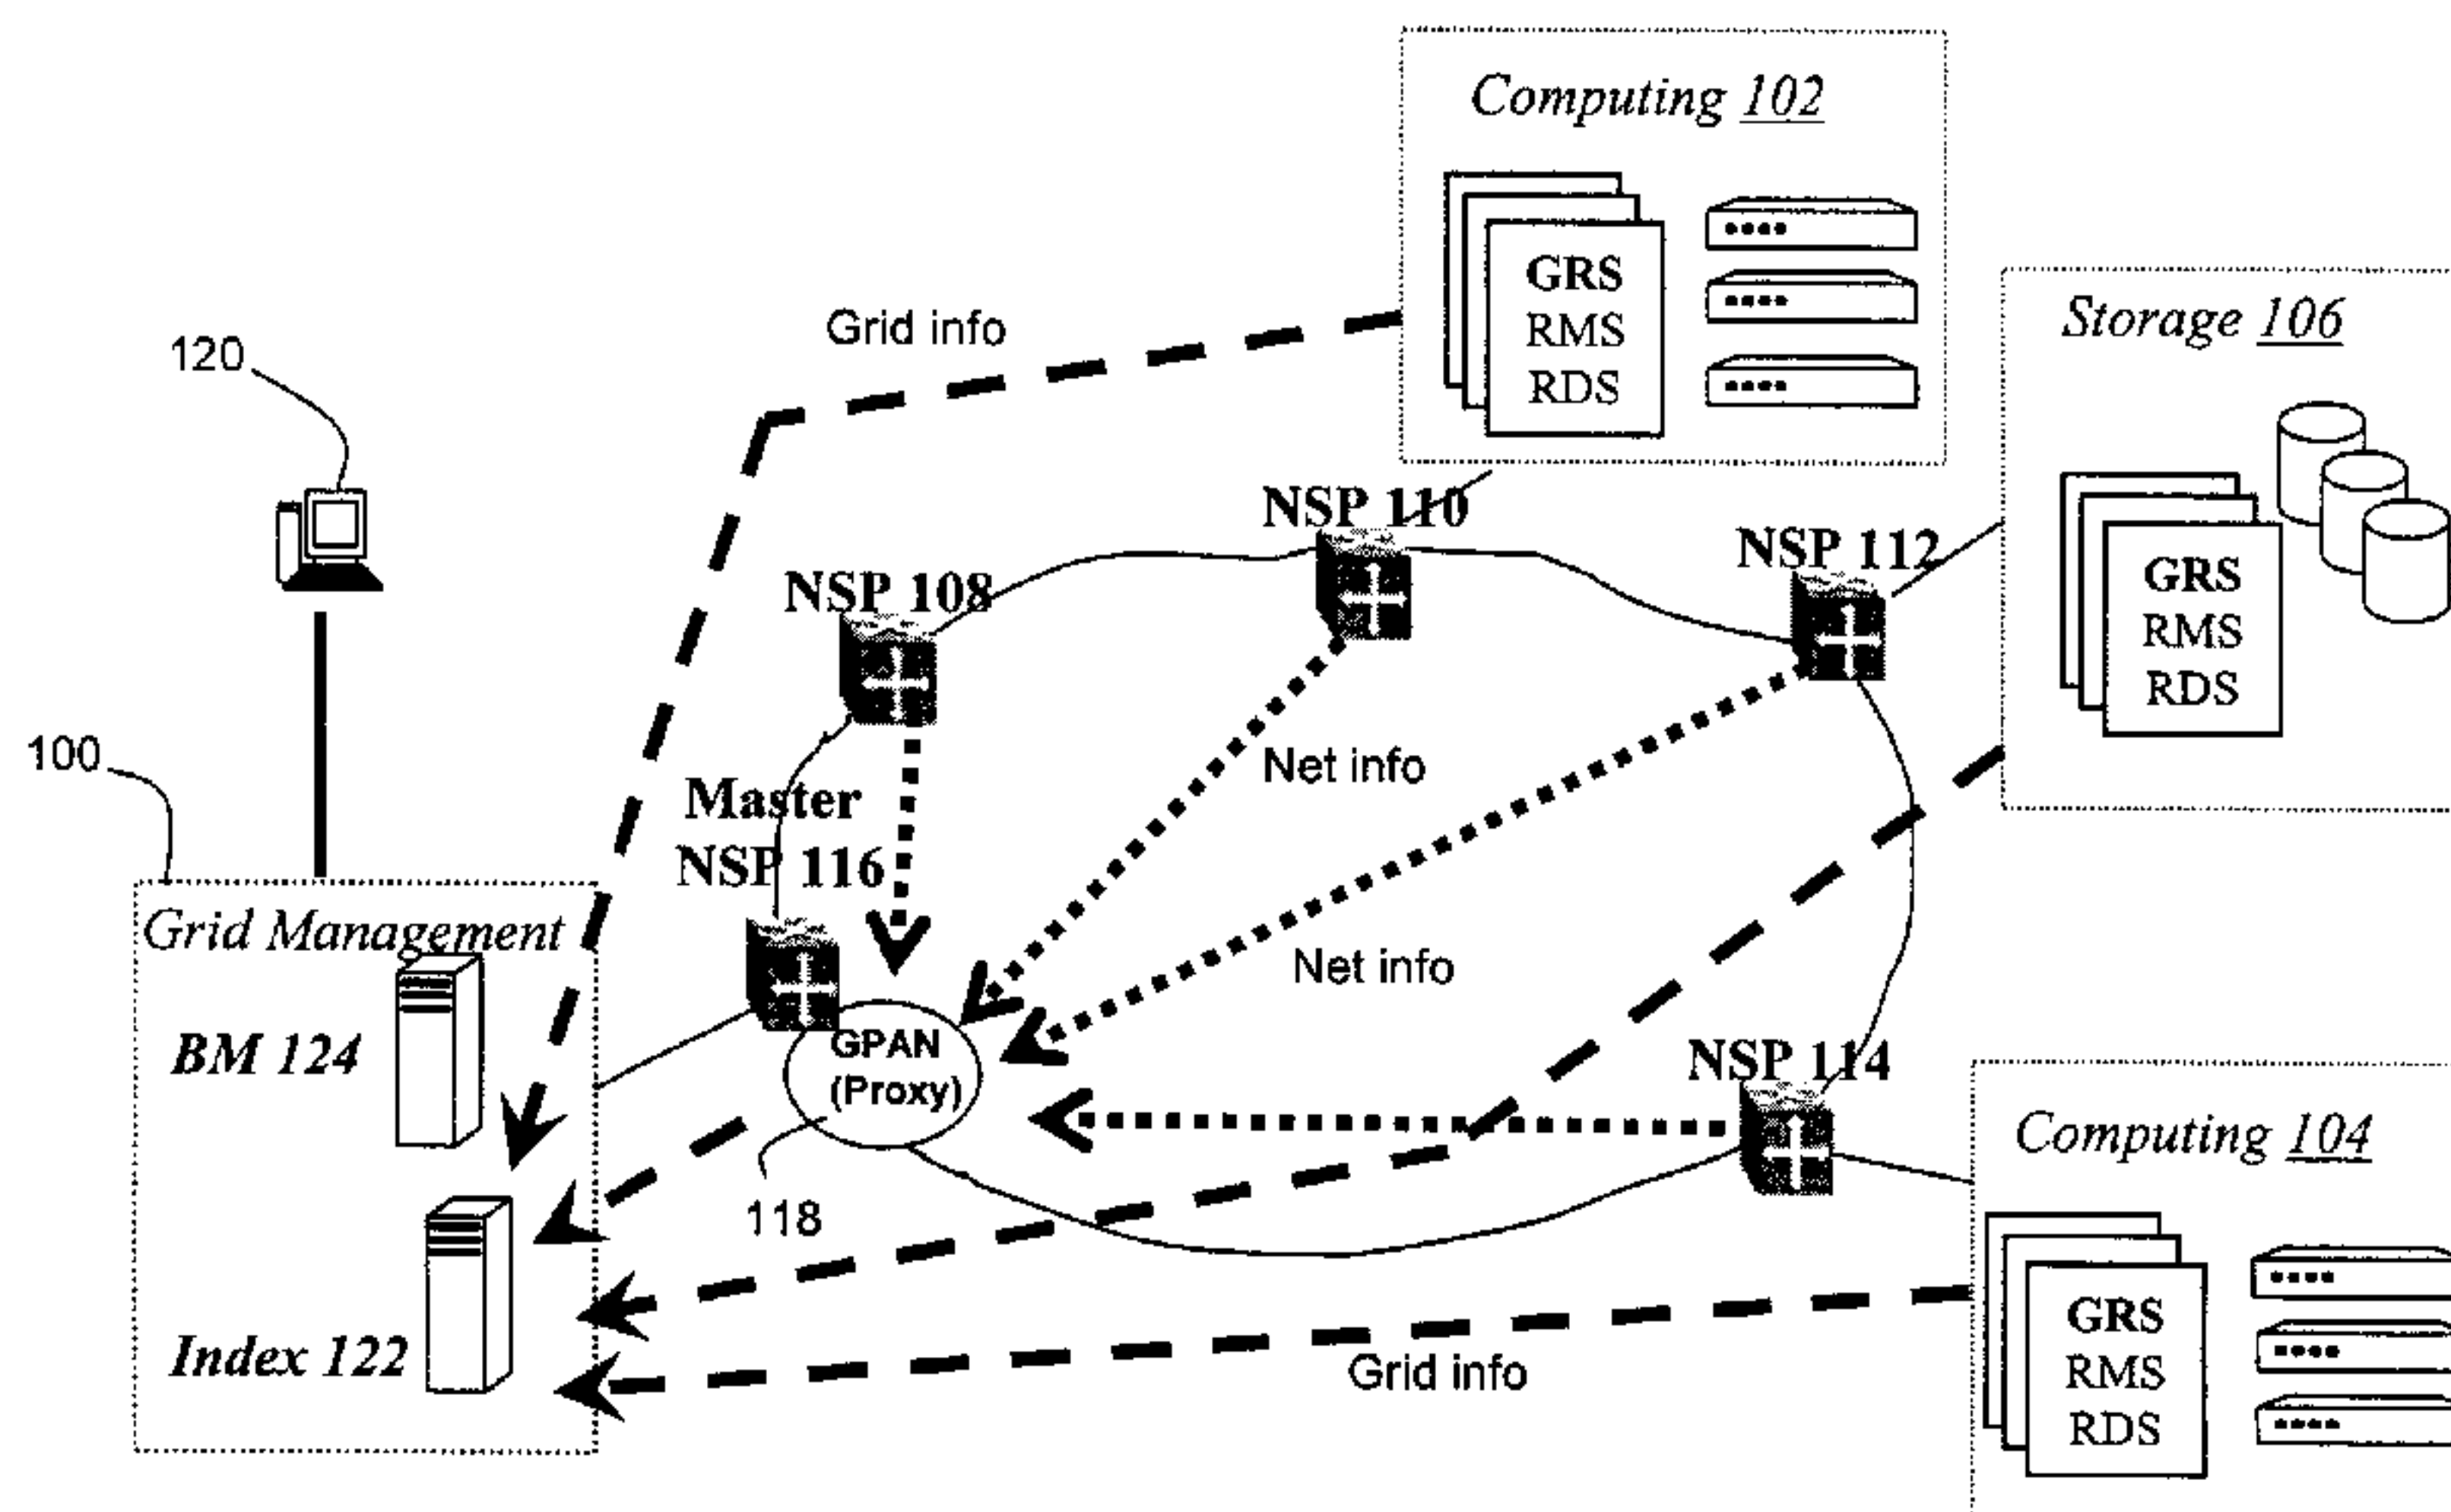 Computing 102
GRS
RMS
RDS
Storage 106
GRS
RMS
RDS
Grid info
120
NSP 110
NSP 112
NSP 108
100
Net info
Master
NSP 116
Grid Management
Net info
BM 124
GPAN
(Proxy)
NSP 114
Computing 104
118
GRS
RMS
RDS
Index 122
Grid info